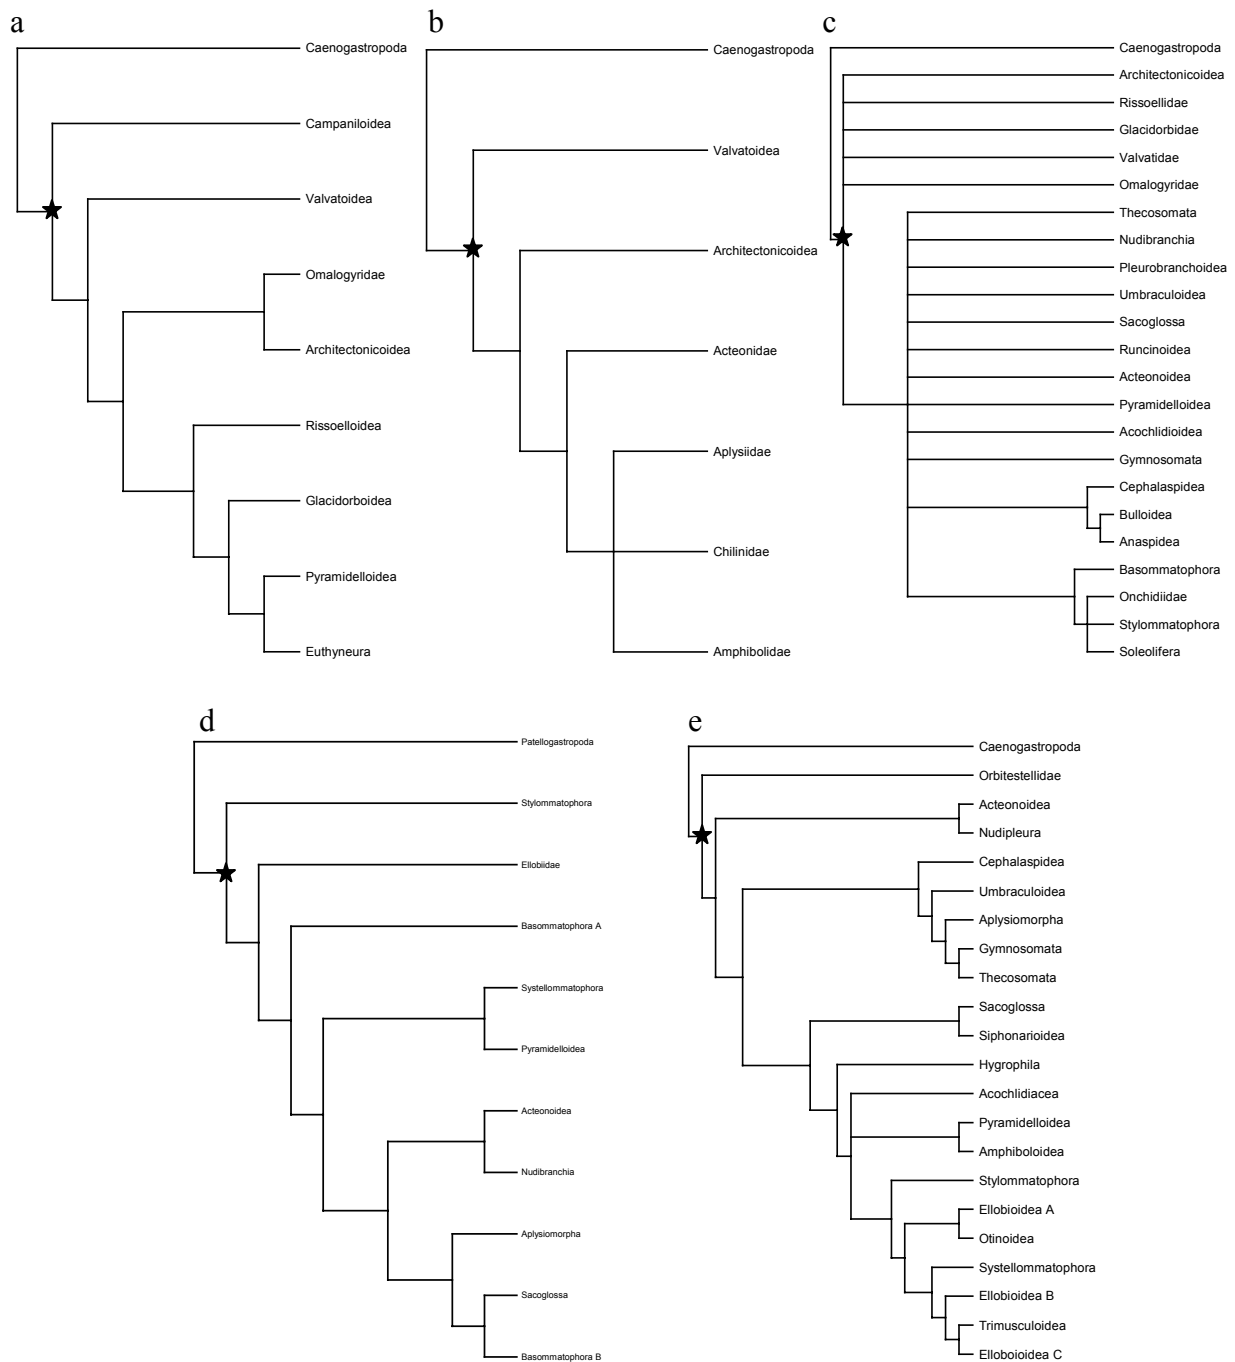 a
Caenogastropoda
Campaniloidea
Valvatoidea
Omalogyridae
Architectonicoidea
Rissoelloidea
Glacidorboidea
Pyramidelloidea
Euthyneura
b
Caenogastropoda
Valvatoidea
Architectonicoidea
Acteonidae
Aplysiidae
Chilinidae
Amphibolidae
c
Caenogastropoda
Architectonicoidea
Rissoellidae
Glacidorbidae
Valvatidae
Omalogyridae
Thecosomata
Nudibranchia
Pleurobranchoidea
Umbraculoidea
Sacoglossa
Runcinoidea
Acteonoidea
Pyramidelloidea
Acochlidioidea
Gymnosomata
Cephalaspidea
Bulloidea
Anaspidea
Basommatophora
Onchidiidae
Stylommatophora
Soleolifera
d
Patellogastropoda
Stylommatophora
Ellobiidae
Basommatophora A
Systellommatophora
Pyramidelloidea
Acteonoidea
Nudibranchia
Aplysiomorpha
Sacoglossa
Basommatophora B
e
Caenogastropoda
Orbitestellidae
Acteonoidea
Nudipleura
Cephalaspidea
Umbraculoidea
Aplysiomorpha
Gymnosomata
Thecosomata
Sacoglossa
Siphonarioidea
Hygrophila
Acochlidiacea
Pyramidelloidea
Amphiboloidea
Stylommatophora
Ellobioidea A
Otinoidea
Systellommatophora
Ellobioidea B
Trimusculoidea
Elloboioidea C